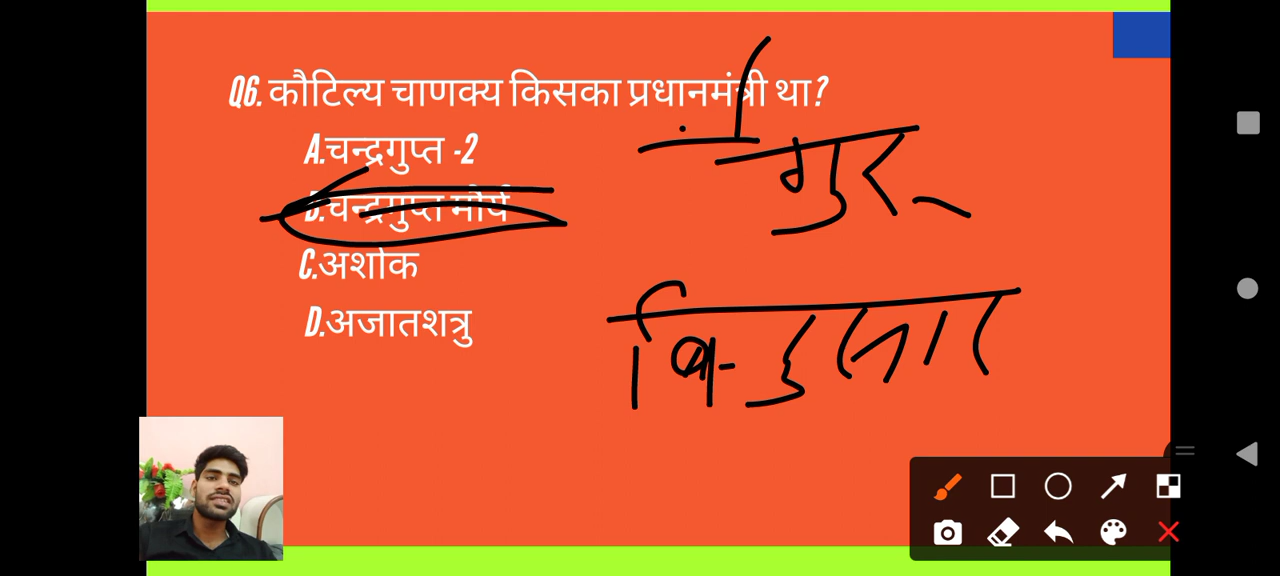 Q6. कौटिल्य चाणक्य किसका प्रधानमंत्री था?
A.चन्द्रगुप्त -2
B.चन्द्रगुप्त मौर्य
C.अशोक
D.अजातशत्रु
गुरु
बिन्दुसार